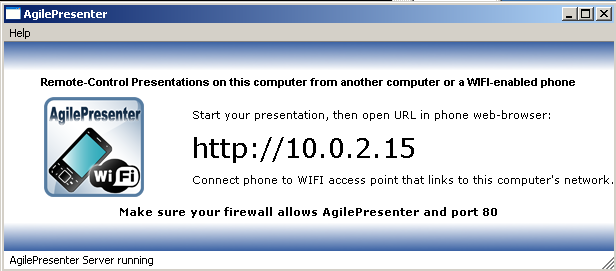 AgilePresenter
Help
Remote-Control Presentations on this computer from another computer or a WIFI-enabled phone
AgilePresenter
Wi Fi
Start your presentation, then open URL in phone web-browser:
http://10.0.2.15
Connect phone to WIFI access point that links to this computer's network.
Make sure your firewall allows AgilePresenter and port 80
AgilePresenter Server running